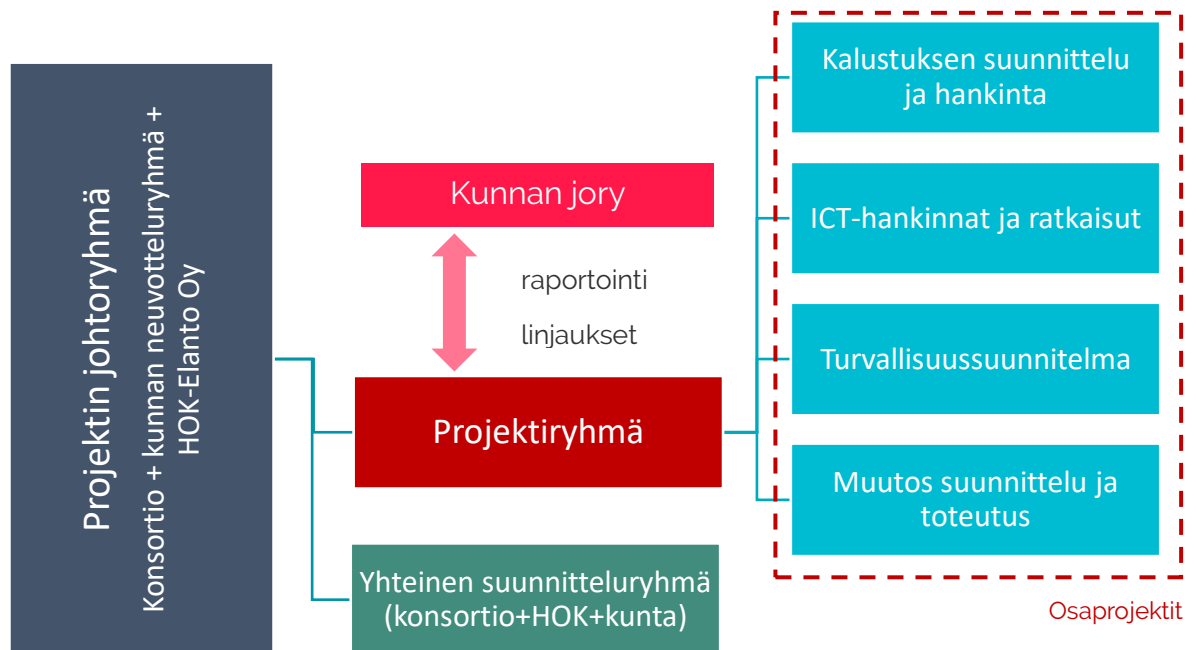 Projektin johtoryhmä
Konsortio + kunnan neuvotteluryhmä +
HOK-Elanto Oy
Kunnan jory
raportointi
linjaukset
Projektiryhmä
Yhteinen suunnitteluryhmä
(konsortio+HOK+kunta)
Kalustuksen suunnittelu
ja hankinta
ICT-hankinnat ja ratkaisut
Turvallisuussuunnitelma
Muutos suunnittelu ja
toteutus
Osaprojektit